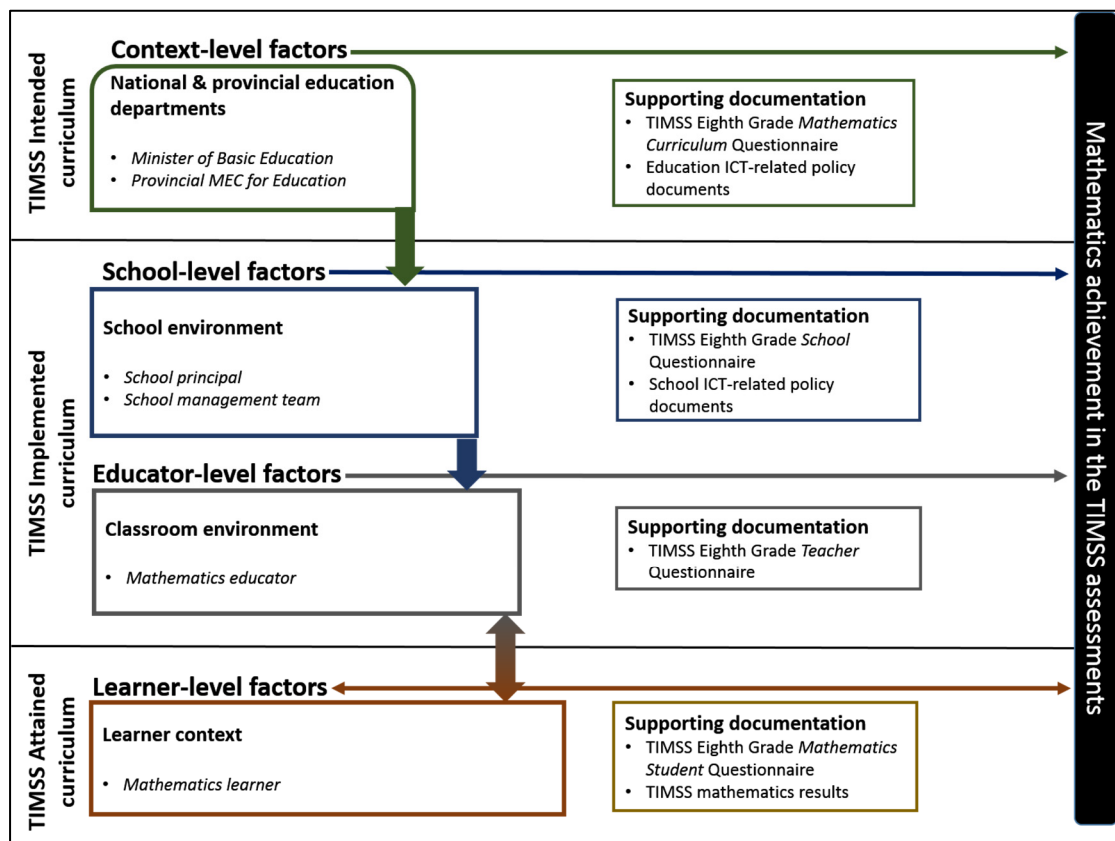 TIMSS Intended
curriculum
Context-level factors
National & provincial education
departments
• Minister of Basic Education
• Provincial MEC for Education
Supporting documentation
• TIMSS Eighth Grade Mathematics
Curriculum Questionnaire
• Education ICT-related policy
documents
TIMSS Implemented
curriculum
School-level factors
School environment
• School principal
• School management team
Supporting documentation
• TIMSS Eighth Grade School
Questionnaire
• School ICT-related policy
documents
Educator-level factors
Classroom environment
• Mathematics educator
Supporting documentation
• TIMSS Eighth Grade Teacher
Questionnaire
TIMSS Attained
curriculum
Learner-level factors
Learner context
• Mathematics learner
Supporting documentation
• TIMSS Eighth Grade Mathematics
Student Questionnaire
• TIMSS mathematics results
Mathematics achievement in the TIMSS assessments